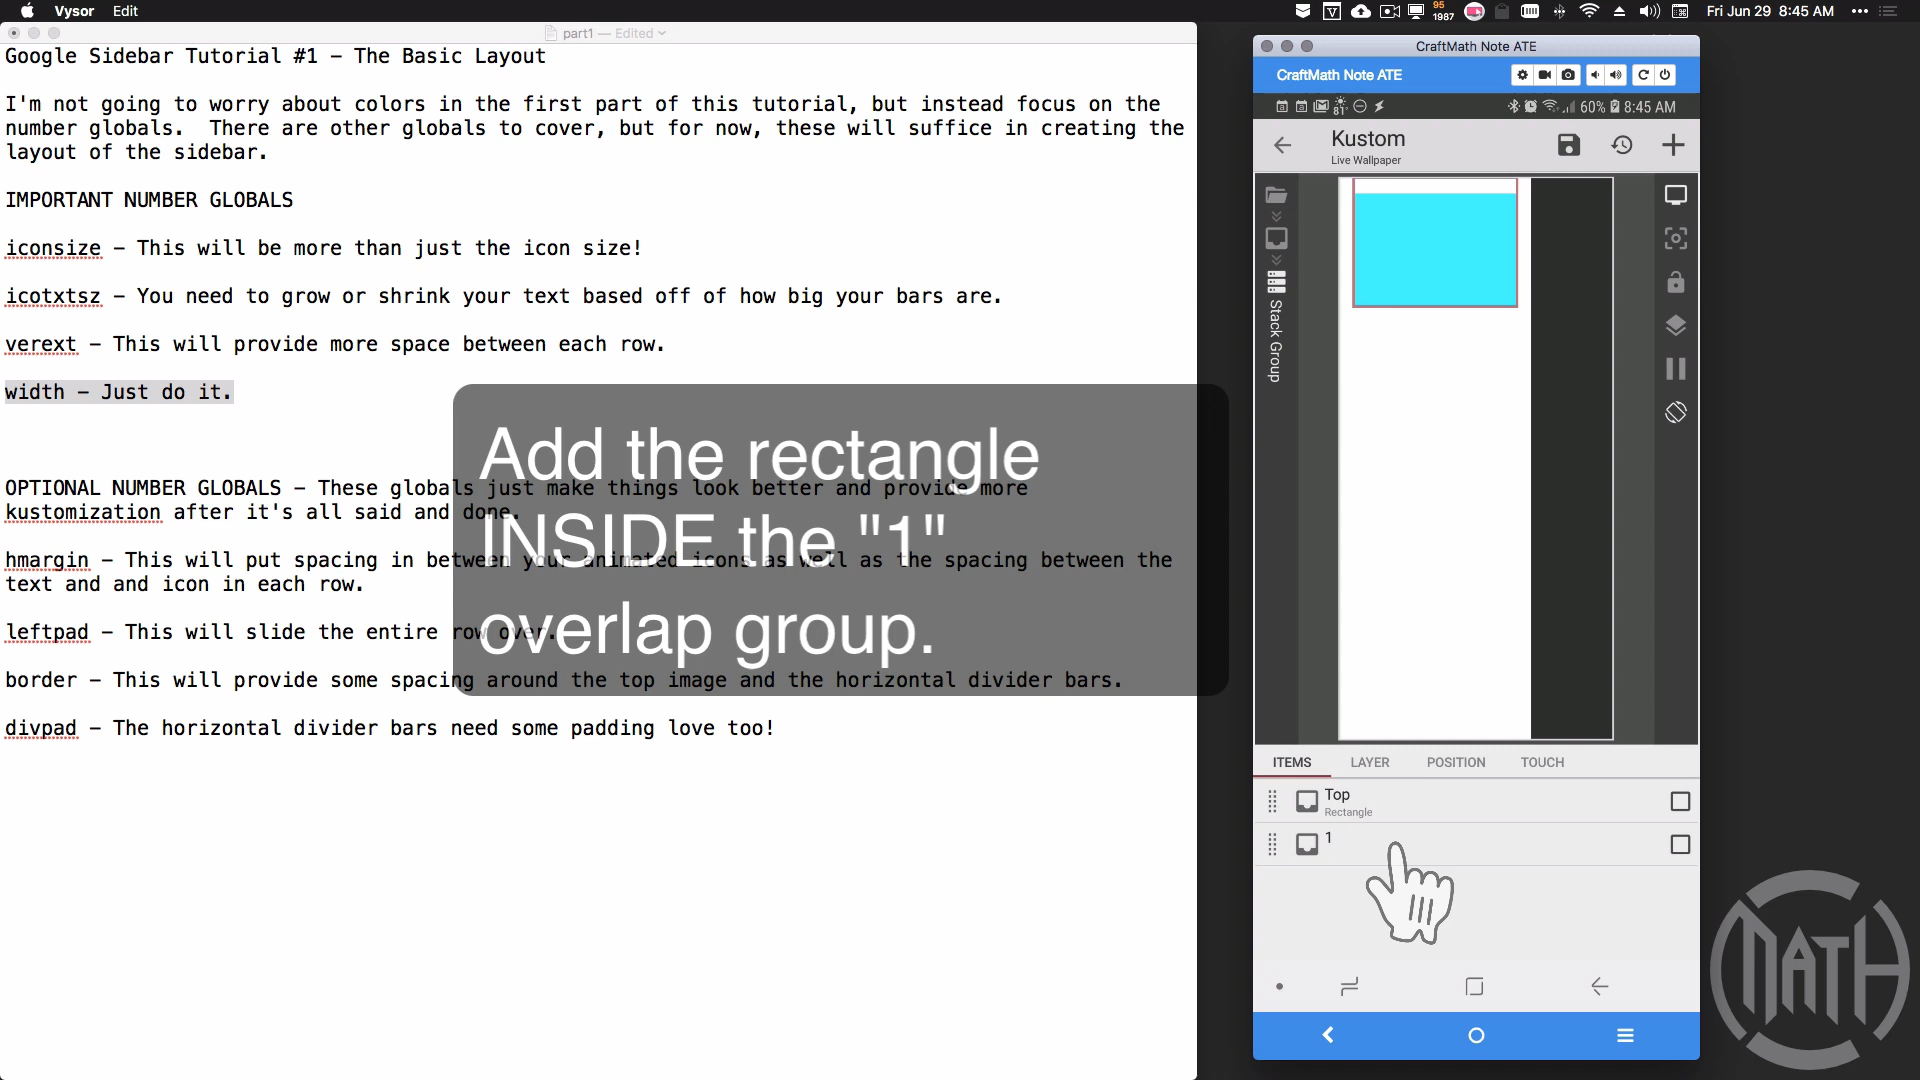 Vysor Edit
95
1987
Fri Jun 29 8:45 AM
part1 — Edited
Google Sidebar Tutorial #1 – The Basic Layout
I'm not going to worry about colors in the first part of this tutorial, but instead focus on the
number globals.  There are other globals to cover, but for now, these will suffice in creating the
layout of the sidebar.
IMPORTANT NUMBER GLOBALS
iconsize – This will be more than just the icon size!
icotxtsz – You need to grow or shrink your text based off of how big your bars are.
verext – This will provide more space between each row.
width – Just do it.
OPTIONAL NUMBER GLOBALS – These globals just make things look better and provide more
kustomization after it's all said and done.
hmargin – This will put spacing in between your animated icons as well as the spacing between the
text and and icon in each row.
leftpad – This will slide the entire row over.
border – This will provide some spacing around the top image and the horizontal divider bars.
divpad – The horizontal divider bars need some padding love too!
Add the rectangle
INSIDE the "1"
overlap group.
CraftMath Note ATE
CraftMath Note ATE
81°
60% 8:45 AM
Kustom
Live Wallpaper
Stack Group
ITEMS LAYER POSITION TOUCH
Top
Rectangle
1
MATH